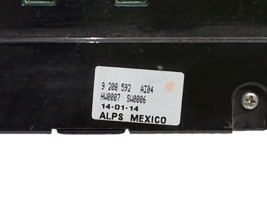 9 208 592 AI04
HW0007 SW0006
14-01-14
ALPS MEXICO